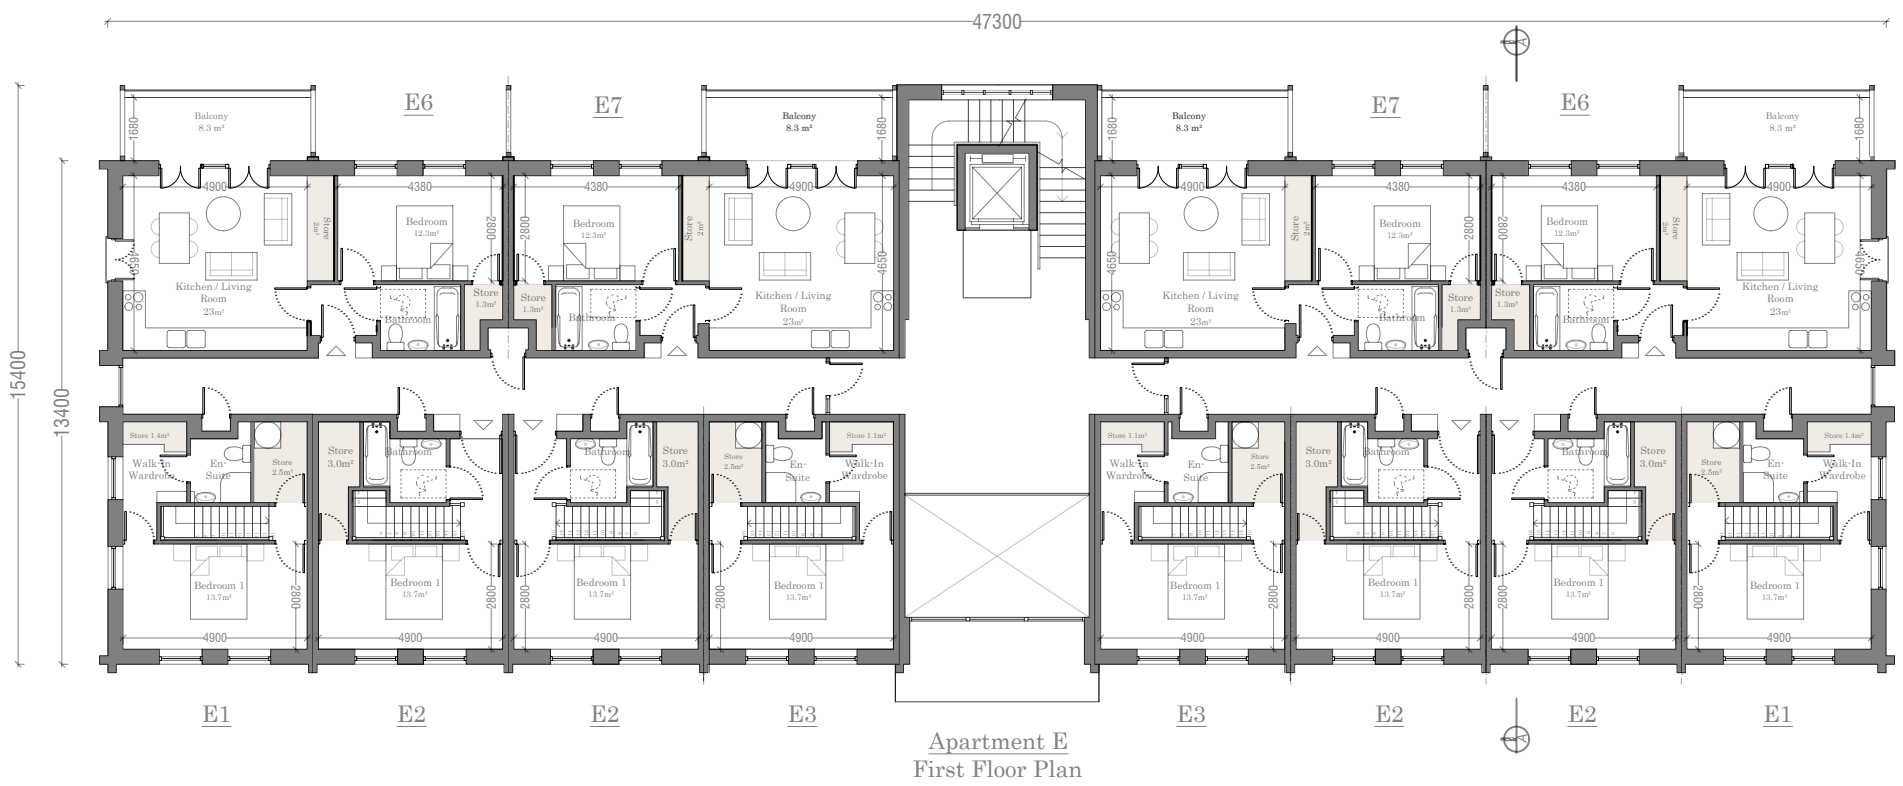 47300
A
E6
E7
E7
E6
Balcony
8.3 m²
1680
Balcony
8.3 m²
1680
Balcony
8.3 m²
1680
Balcony
8.3 m²
1680
15400
13400
4900
4380
4380
4900
4900
4380
4380
4900
Store
2m²
Bedroom
12.3m²
2800
2800
Bedroom
12.3m²
Store
2m²
Store
2m²
Bedroom
12.3m²
2800
2800
Bedroom
12.3m²
Store
2m²
4650
Kitchen / Living
Room
23m²
Store
1.3m²
Bathroom
Store
1.3m²
Bathroom
4650
Kitchen / Living
Room
23m²
4650
Kitchen / Living
Room
23m²
Store
1.3m²
Bathroom
Store
1.3m²
Bathroom
4650
Kitchen / Living
Room
23m²
Store 1.4m²
Walk-In
Wardrobe
En-
Suite
Store
2.5m²
Store
3.0m²
Bathroom
Bathroom
Store
3.0m²
Store
2.5m²
En-
Suite
Store 1.1m²
Walk-In
Wardrobe
Store 1.1m²
Walk-In
Wardrobe
En-
Suite
Store
2.5m²
Store
3.0m²
Bathroom
Bathroom
Store
3.0m²
Store
2.5m²
En-
Suite
Store 1.4m²
Walk-In
Wardrobe
Bedroom 1
13.7m²
2800
Bedroom 1
13.7m²
2800
2800
Bedroom 1
13.7m²
2800
Bedroom 1
13.7m²
Bedroom 1
13.7m²
2800
Bedroom 1
13.7m²
2800
2800
Bedroom 1
13.7m²
2800
Bedroom 1
13.7m²
4900
4900
4900
4900
4900
4900
4900
4900
E1
E2
E2
E3
E3
E2
E2
E1
A
Apartment E
First Floor Plan